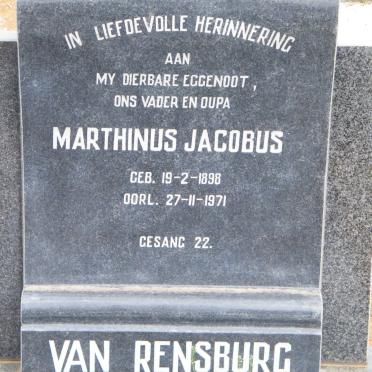 IN LIEFDEVOLLE HERINNERING
AAN
MY DIERBARE EGGENOOT,
ONS VADER EN OUPA
MARTHINUS JACOBUS
GEB. 19-2-1898
OORL. 27-11-1971
GESANG 22.
VAN RENSBURG